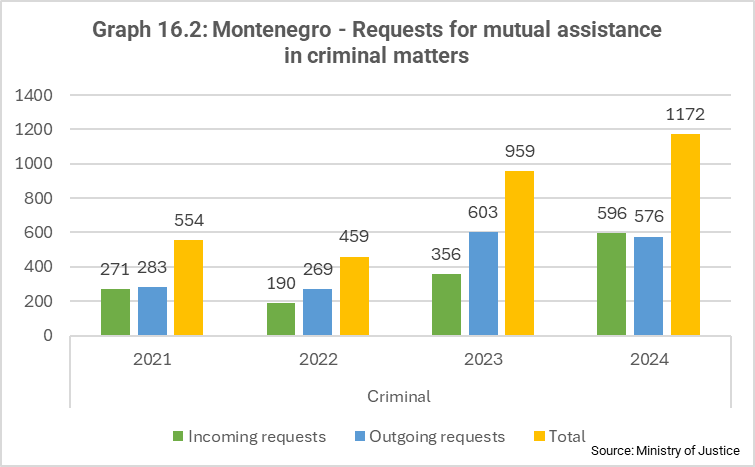 Graph 16.2: Montenegro - Requests for mutual assistance
in criminal matters
1400
1200
1000
800
600
400
200
0
271 283 554
190 269 459
356 603 959
596 576 1172
2021 2022 2023 2024
Criminal
Incoming requests Outgoing requests Total
Source: Ministry of Justice